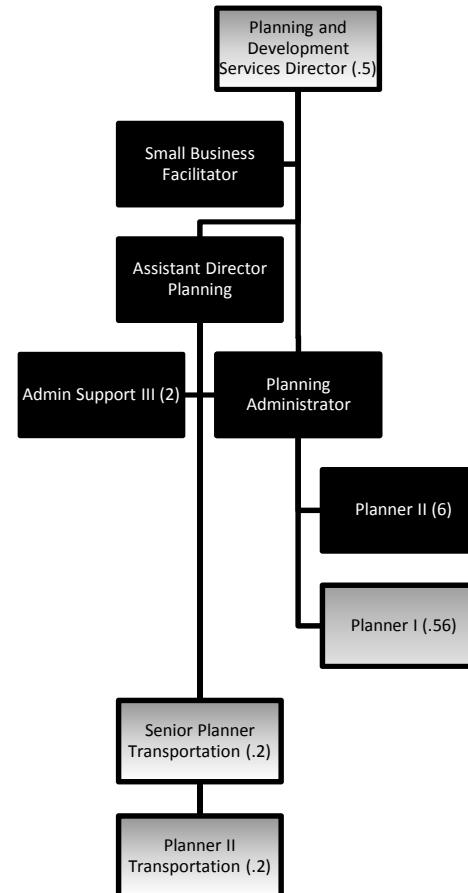 Planning and
Development
Services Director (.5)
Small Business
Facilitator
Assistant Director
Planning
Admin Support III (2)
Planning
Administrator
Planner II (6)
Planner I (.56)
Senior Planner
Transportation (.2)
Planner II
Transportation (.2)